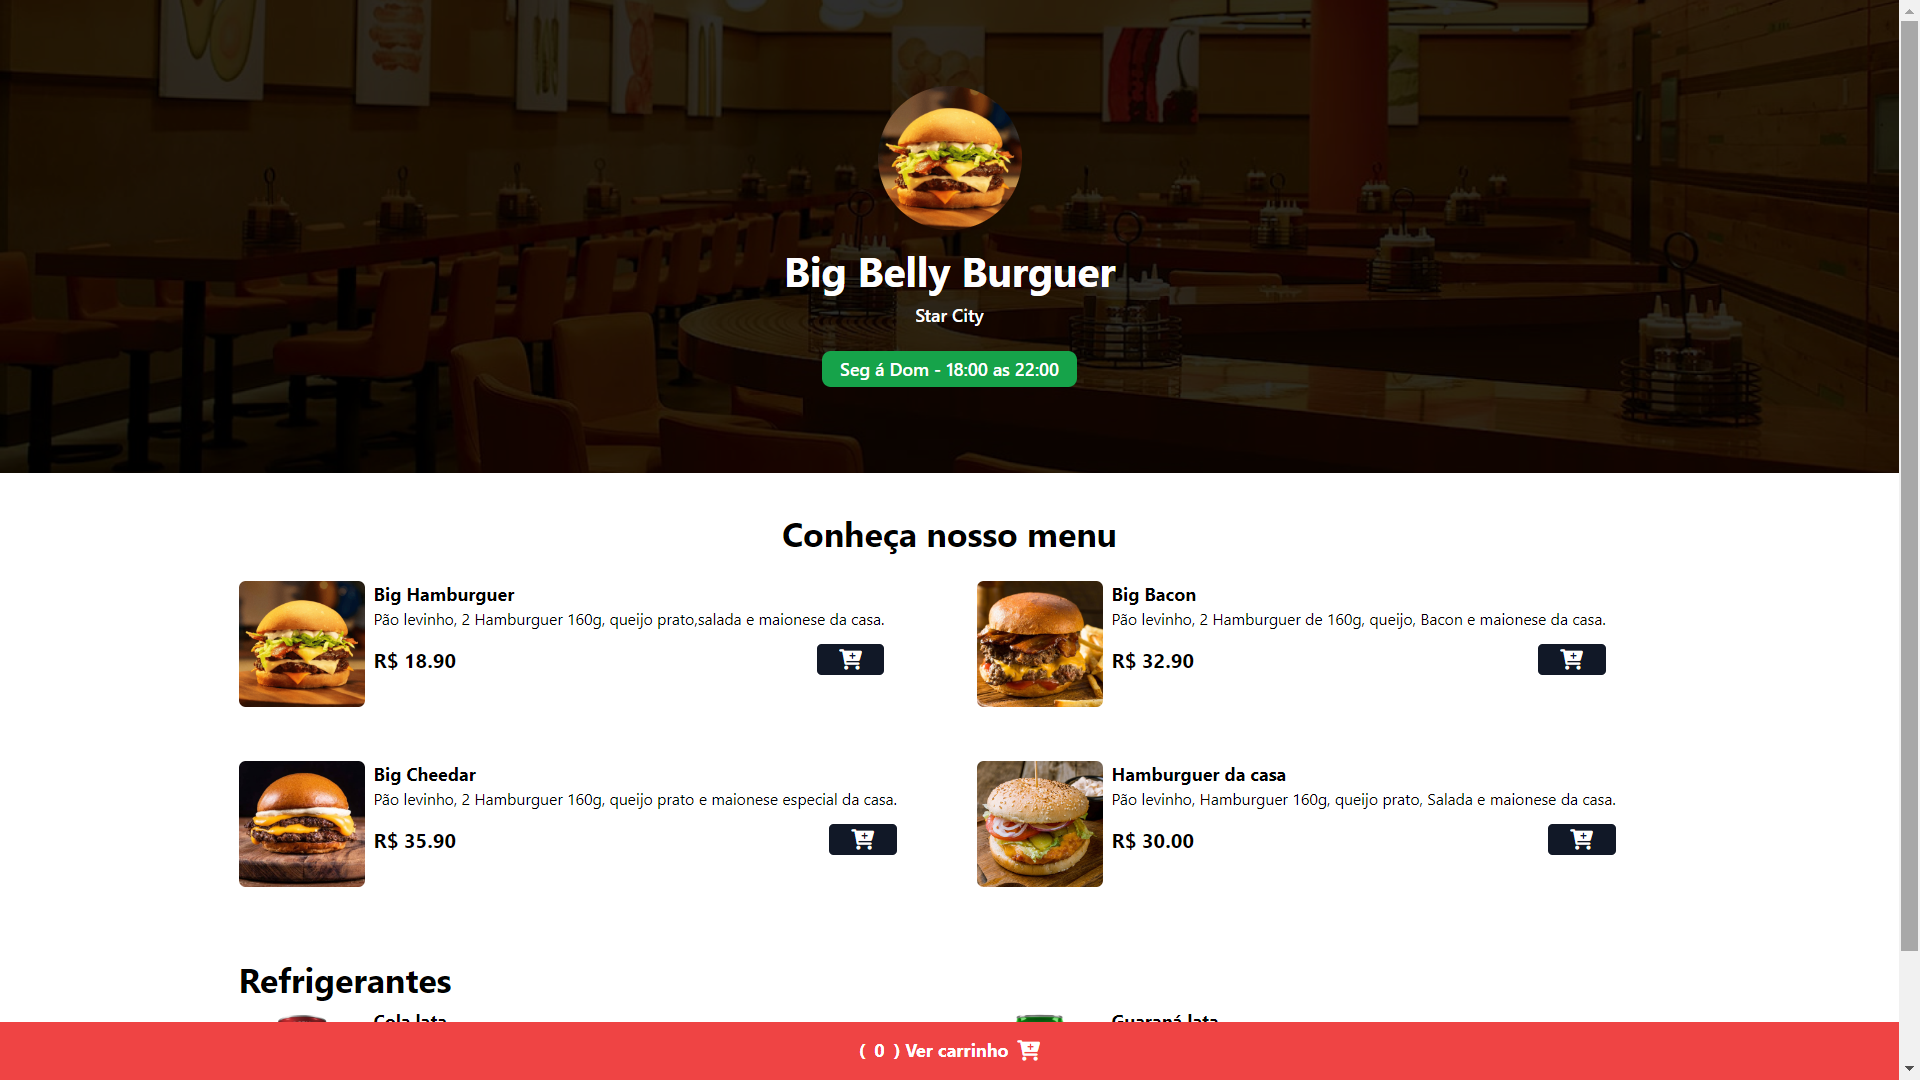 Big Belly Burguer
Star City
Seg á Dom - 18:00 as 22:00
Conheça nosso menu
Big Hamburguer
Pão levinho, 2 Hamburguer 160g, queijo prato,salada e maionese da casa.
R$ 18.90
Big Bacon
Pão levinho, 2 Hamburguer de 160g, queijo, Bacon e maionese da casa.
R$ 32.90
Big Cheedar
Pão levinho, 2 Hamburguer 160g, queijo prato e maionese especial da casa.
R$ 35.90
Hamburguer da casa
Pão levinho, Hamburguer 160g, queijo prato, Salada e maionese da casa.
R$ 30.00
Refrigerantes
Cola lata
Guaraná lata
( 0 ) Ver carrinho